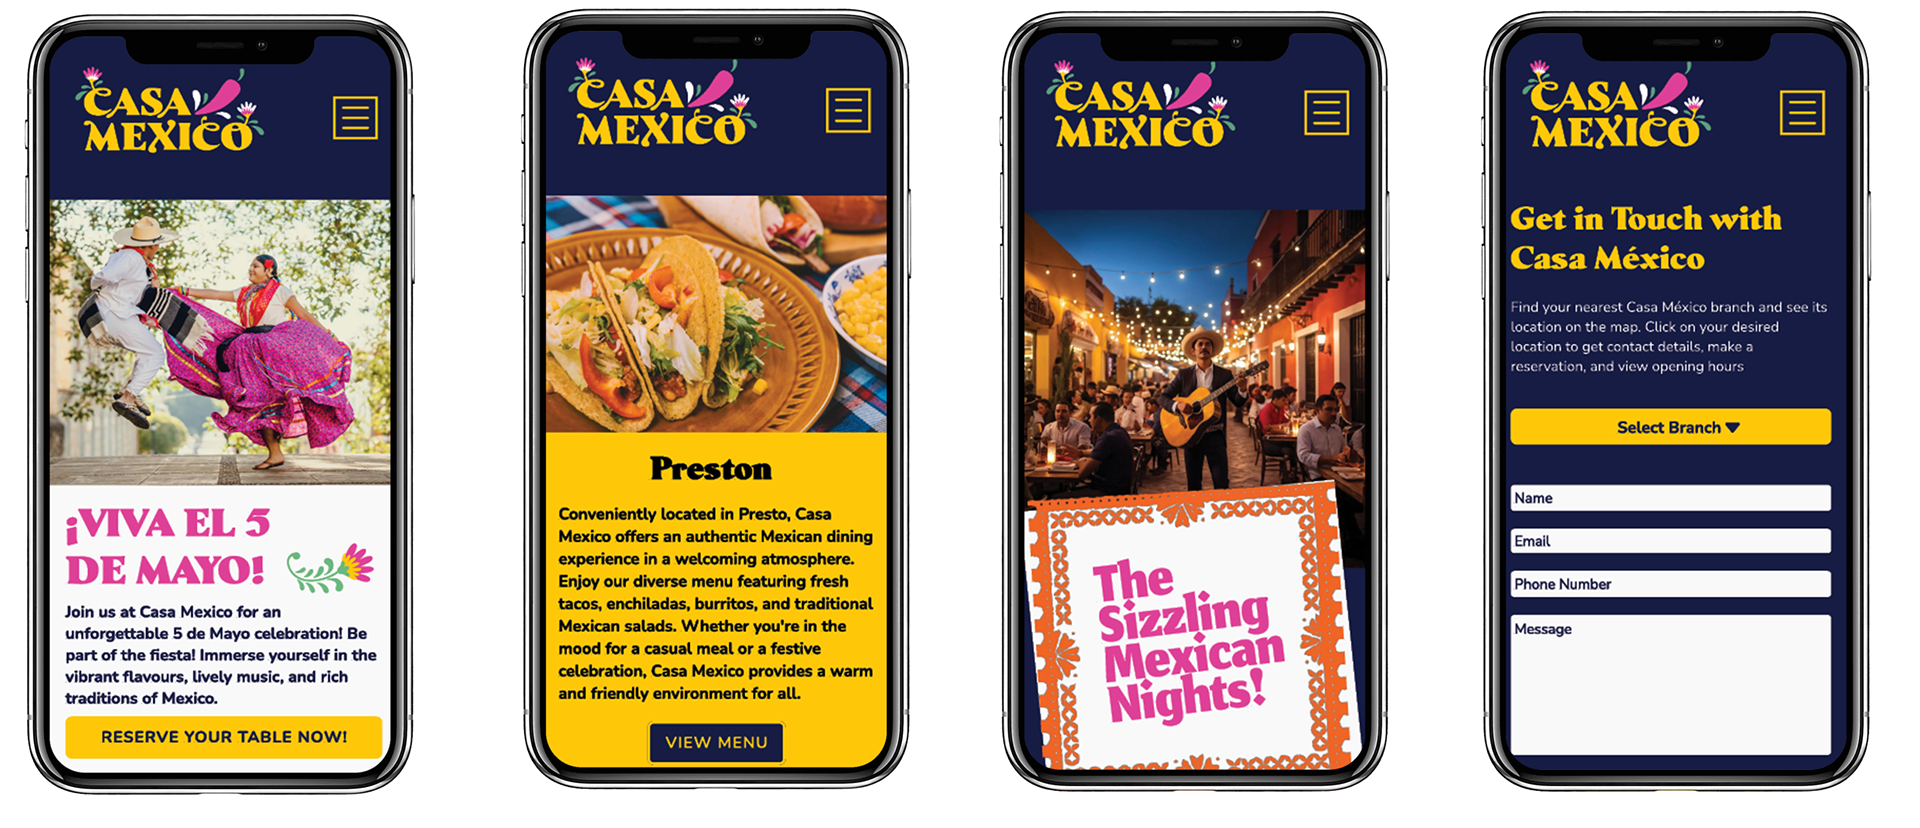 CASA
MEXICO
¡VIVA EL 5
DE MAYO!
Join us at Casa Mexico for an
unforgettable 5 de Mayo celebration! Be
part of the fiesta! Immerse yourself in the
vibrant flavours, lively music, and rich
traditions of Mexico.
RESERVE YOUR TABLE NOW!
CASA
MEXICO
Preston
Conveniently located in Presto, Casa
Mexico offers an authentic Mexican dining
experience in a welcoming atmosphere.
Enjoy our diverse menu featuring fresh
tacos, enchiladas, burritos, and traditional
Mexican salads. Whether you're in the
mood for a casual meal or a festive
celebration, Casa Mexico provides a warm
and friendly environment for all.
VIEW MENU
CASA
MEXICO
The
Sizzling
Mexican
Nights!
CASA
MEXICO
Get in Touch with
Casa México
Find your nearest Casa México branch and see its
location on the map. Click on your desired
location to get contact details, make a
reservation, and view opening hours
Select Branch
Name
Email
Phone Number
Message